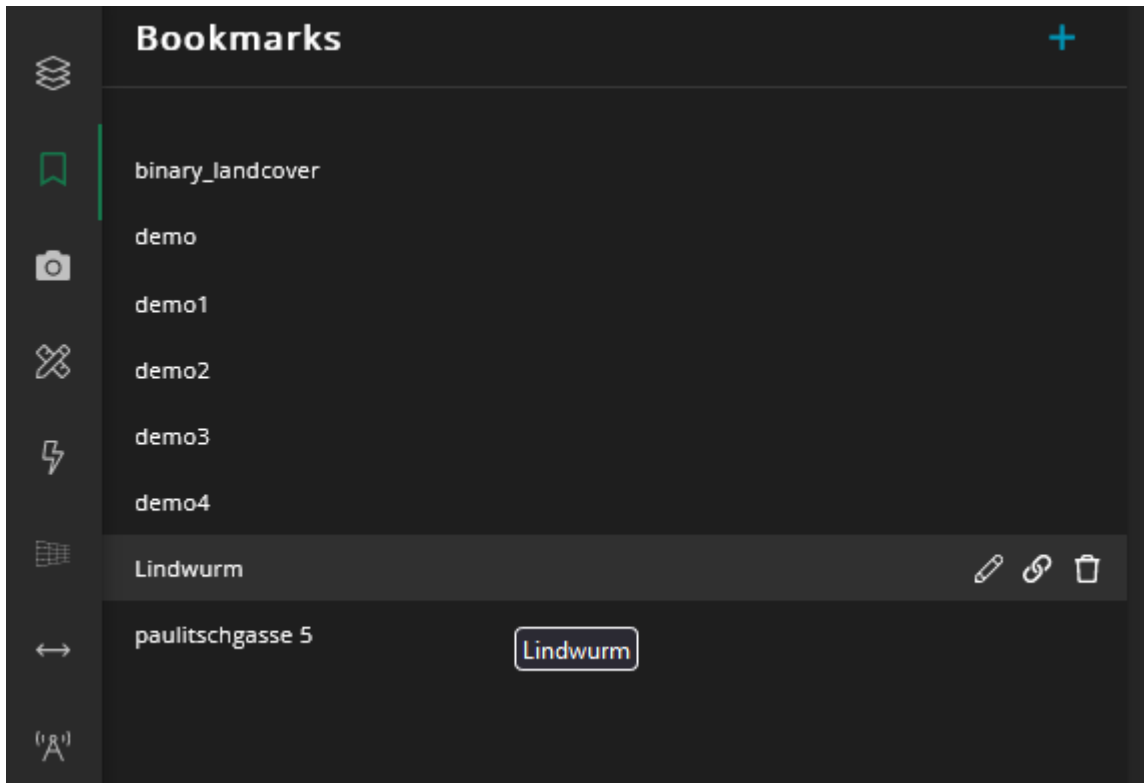 Bookmarks
binary_landcover
demo
demo1
demo2
demo3
demo4
Lindwurm
paulitschgasse 5
Lindwurm